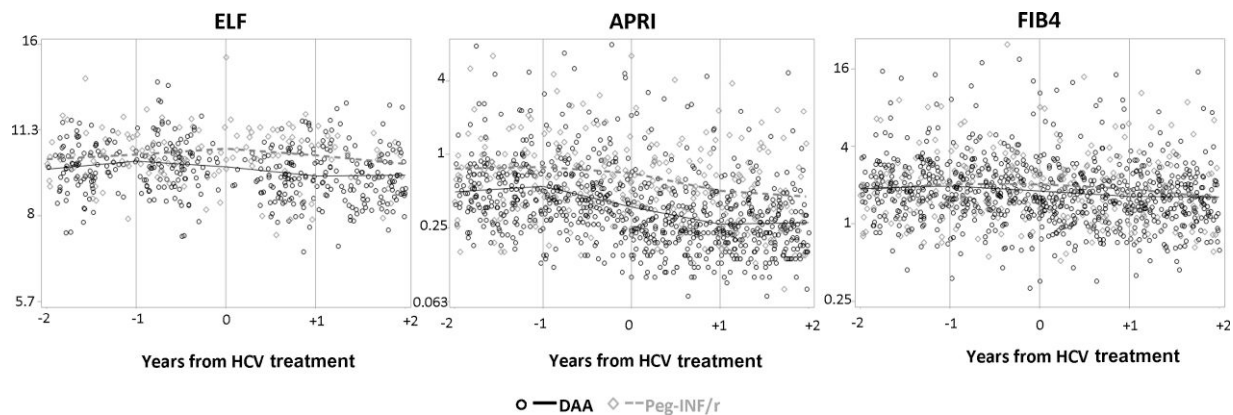 ELF
APRI
FIB4
16
11.3
8
5.7
-2 -1 0 +1 +2
4
1
0.25
0.063
-2 -1 0 +1 +2
16
4
1
0.25
-2 -1 0 +1 +2
Years from HCV treatment
Years from HCV treatment
Years from HCV treatment
DAA Peg-INF/r